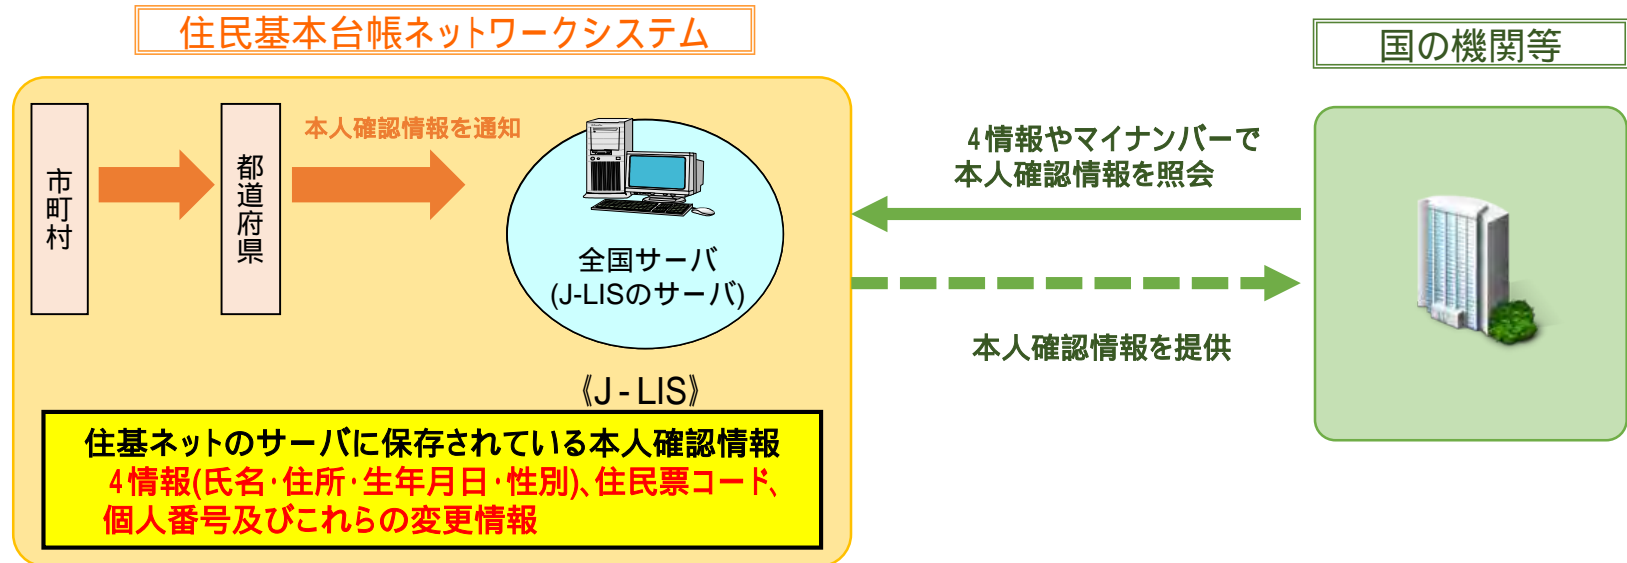 住民基本台帳ネットワークシステム
国の機関等
市町村
都道府県
本人確認情報を通知
全国サーバ
(J-LISのサーバ)
《J-LIS》
4情報やマイナンバーで
本人確認情報を照会
本人確認情報を提供
住基ネットのサーバに保存されている本人確認情報
4情報(氏名・住所・生年月日・性別)、住民票コード、
個人番号及びこれらの変更情報